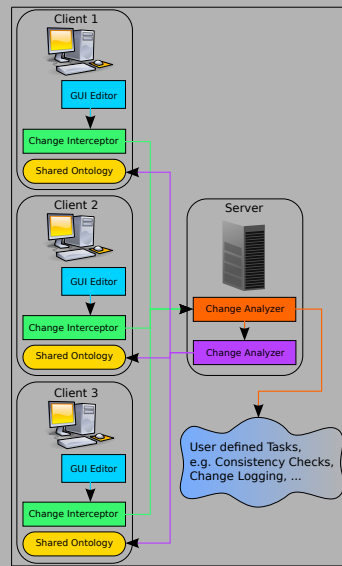 Client 1
GUI Editor
Change Interceptor
Shared Ontology
Client 2
GUI Editor
Change Interceptor
Shared Ontology
Client 3
GUI Editor
Change Interceptor
Shared Ontology
Server
Change Analyzer
Change Analyzer
User defined Tasks,
e.g. Consistency Checks,
Change Logging, ...